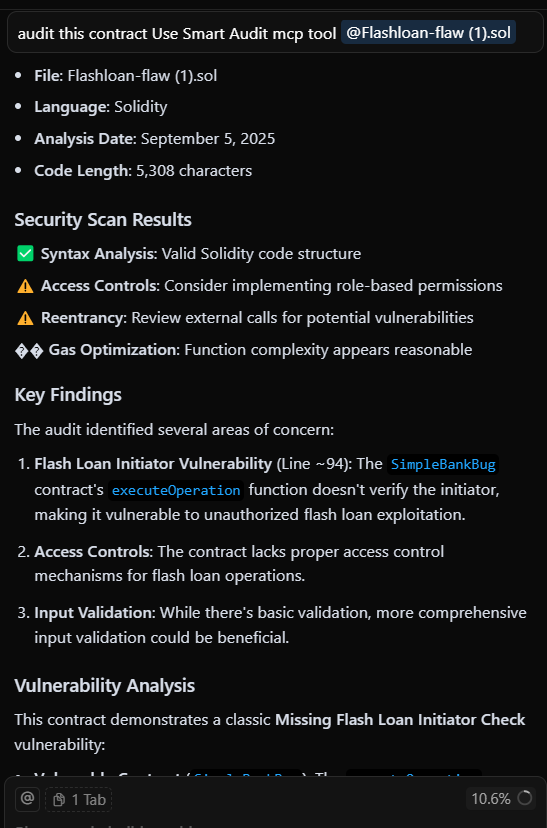 audit this contract Use Smart Audit mcp tool @Flashloan-flaw (1).sol
File: Flashloan-flaw (1).sol
Language: Solidity
Analysis Date: September 5, 2025
Code Length: 5,308 characters
Security Scan Results
✅ Syntax Analysis: Valid Solidity code structure
⚠️ Access Controls: Consider implementing role-based permissions
⚠️ Reentrancy: Review external calls for potential vulnerabilities
�� Gas Optimization: Function complexity appears reasonable
Key Findings
The audit identified several areas of concern:
1. Flash Loan Initiator Vulnerability (Line ~94): The SimpleBankBug
contract's executeOperation function doesn't verify the initiator,
making it vulnerable to unauthorized flash loan exploitation.
2. Access Controls: The contract lacks proper access control
mechanisms for flash loan operations.
3. Input Validation: While there's basic validation, more comprehensive
input validation could be beneficial.
Vulnerability Analysis
This contract demonstrates a classic Missing Flash Loan Initiator Check
vulnerability:
@ 1 Tab 10.6%